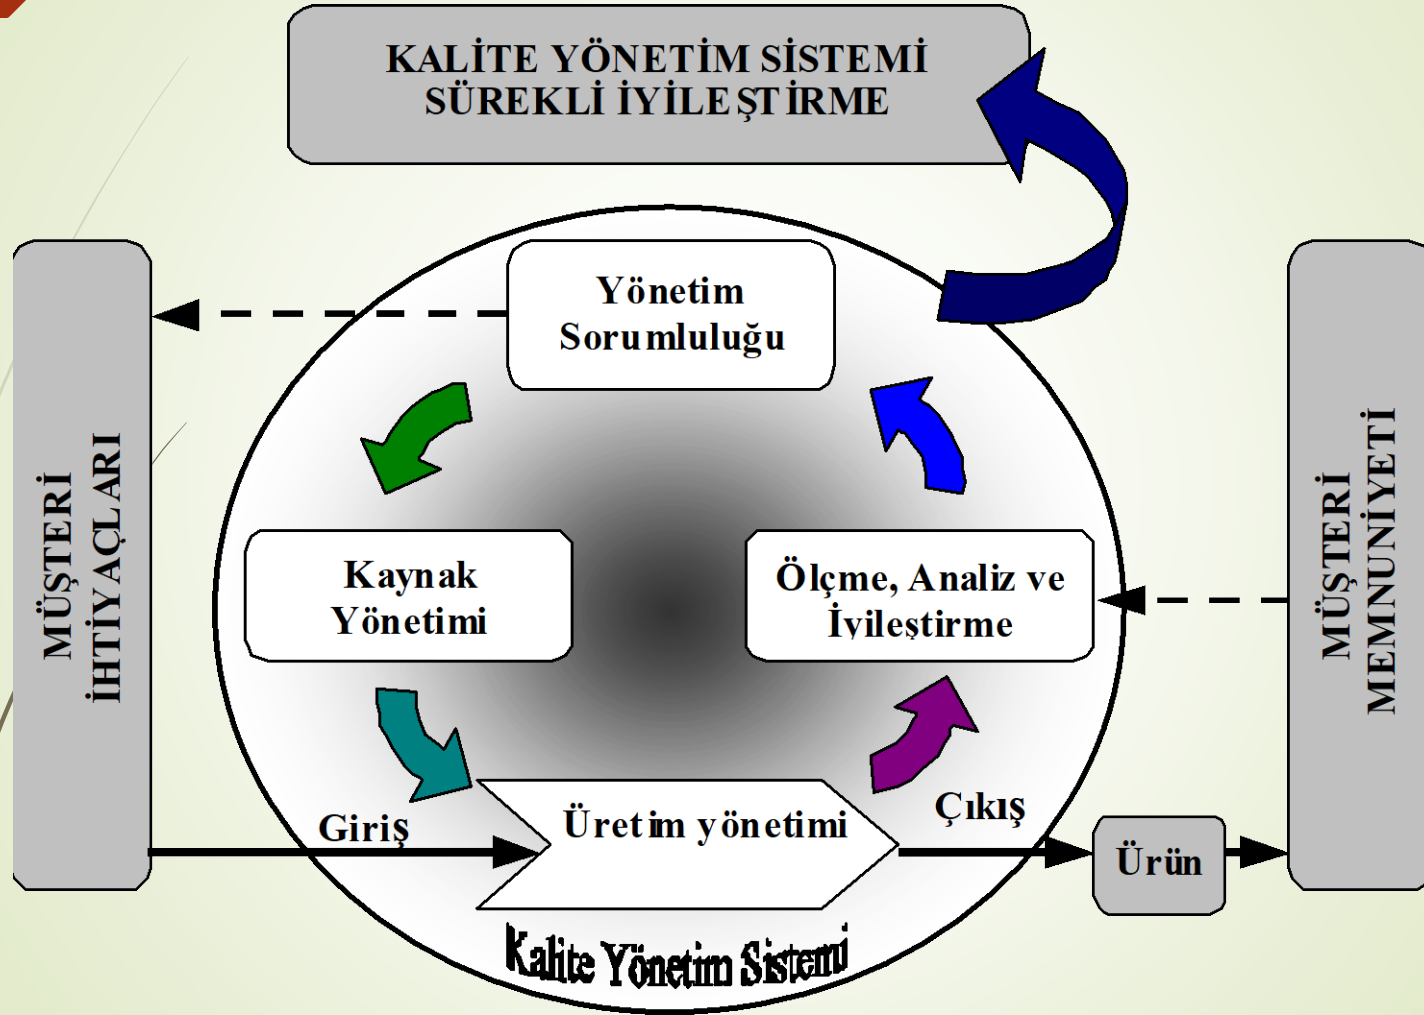 KALİTE YÖNETİM SİSTEMİ
SÜREKLİ İYİLEŞTİRME
Yönetim
Sorumluluğu
MÜŞTERİ
İHTİYAÇLARI
Kaynak
Yönetimi
Ölçme, Analiz ve
İyileştirme
MÜŞTERİ
MEMNUNİYETİ
Giriş
Üretim yönetimi
Çıkış
Ürün
Kalite Yönetim Sistemi